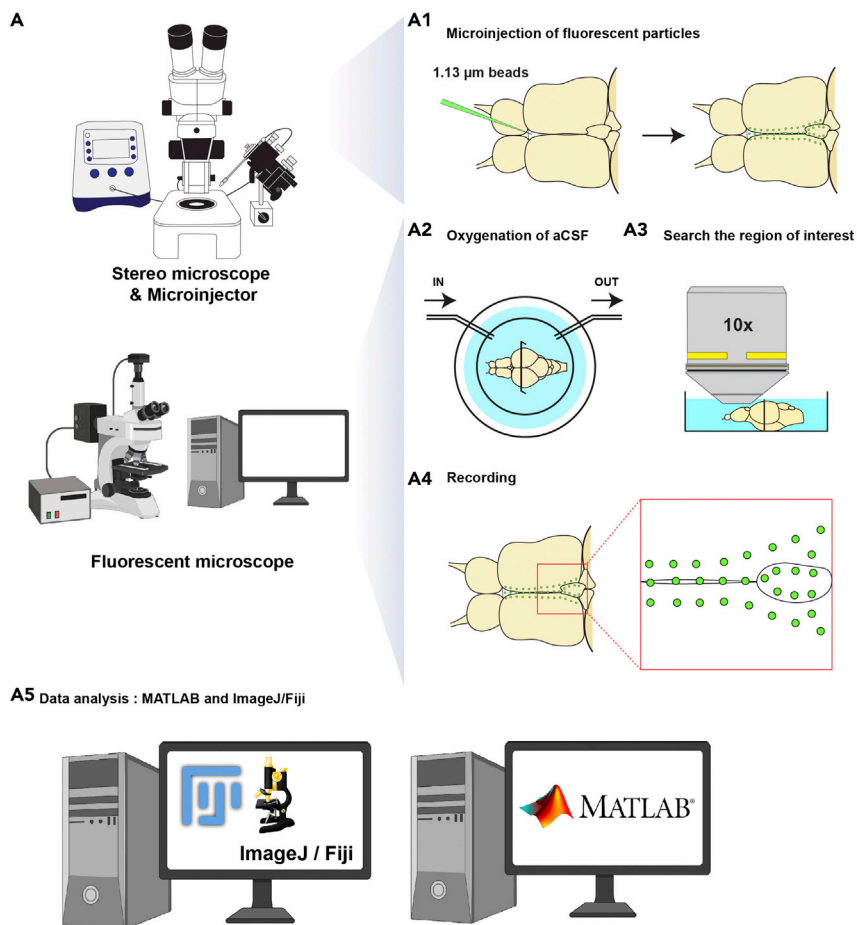 A
A1 Microinjection of fluorescent particles
1.13 µm beads
Stereo microscope
& Microinjector
A2 Oxygenation of aCSF
IN
OUT
A3 Search the region of interest
10x
Fluorescent microscope
A4 Recording
A5 Data analysis : MATLAB and ImageJ/Fiji
ImageJ / Fiji
MATLAB®